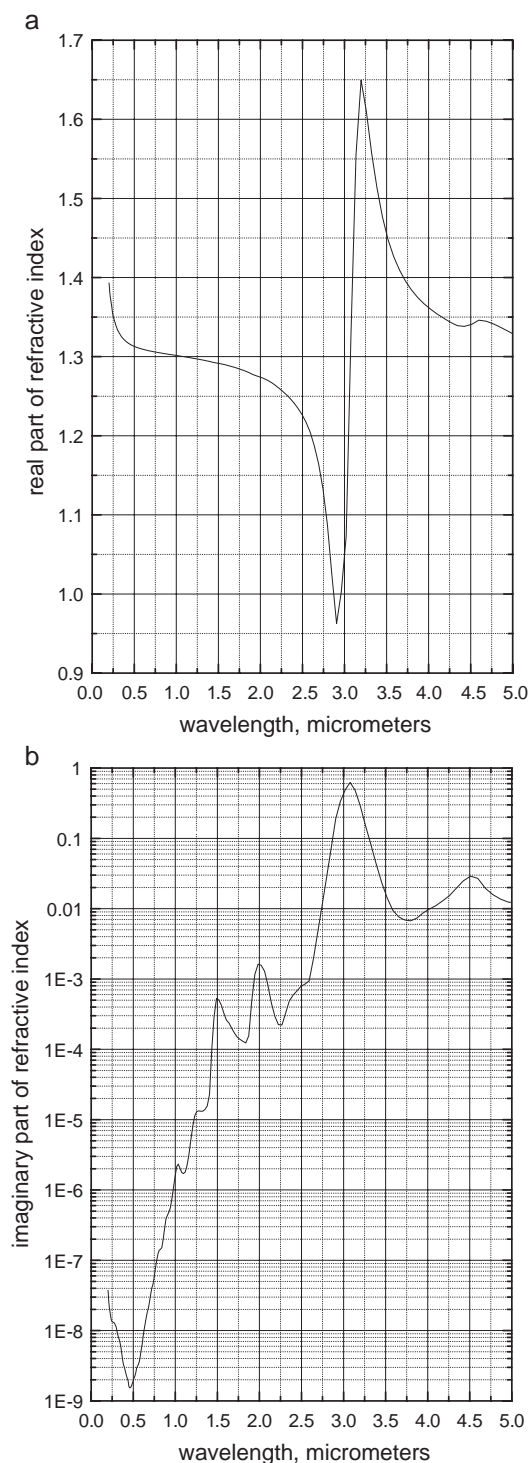 a
1.7
1.6
1.5
1.4
1.3
1.2
1.1
1.0
0.9
real part of refractive index
0.0 0.5 1.0 1.5 2.0 2.5 3.0 3.5 4.0 4.5 5.0
wavelength, micrometers
b
1
0.1
0.01
1E-3
1E-4
1E-5
1E-6
1E-7
1E-8
1E-9
imaginary part of refractive index
0.0 0.5 1.0 1.5 2.0 2.5 3.0 3.5 4.0 4.5 5.0
wavelength, micrometers